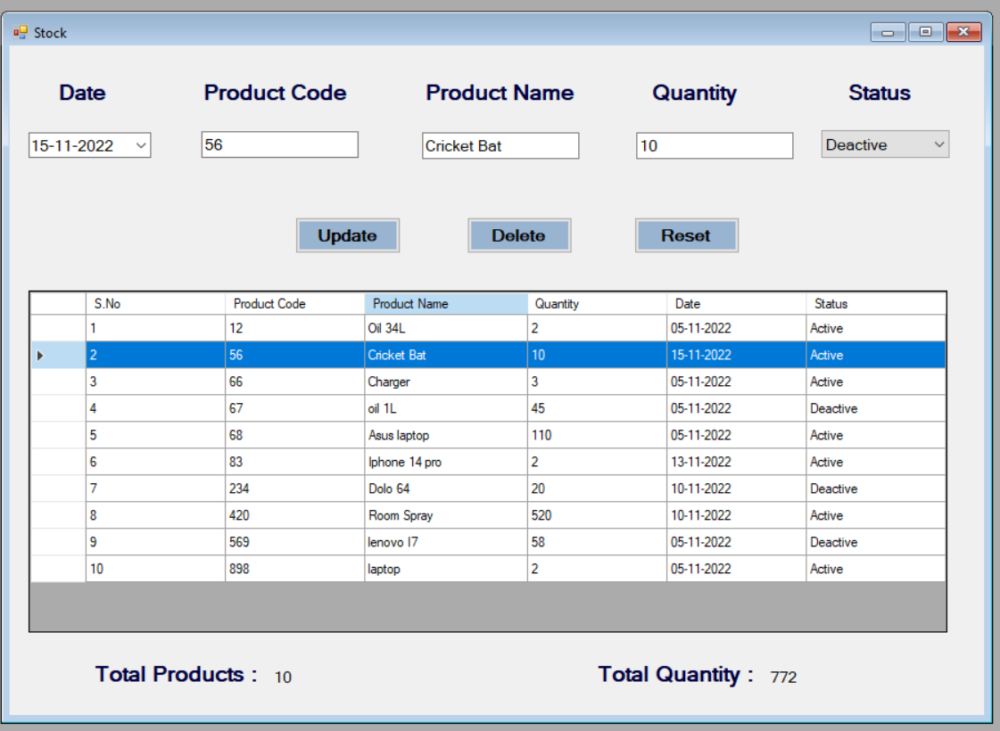 Stock
Date Product Code Product Name Quantity Status
15-11-2022 56 Cricket Bat 10 Deactive
Update Delete Reset
S.No Product Code Product Name Quantity Date Status
1 12 Oil 34L 2 05-11-2022 Active
2 56 Cricket Bat 10 15-11-2022 Active
3 66 Charger 3 05-11-2022 Active
4 67 oil 1L 45 05-11-2022 Deactive
5 68 Asus laptop 110 05-11-2022 Active
6 83 Iphone 14 pro 2 13-11-2022 Active
7 234 Dolo 64 20 10-11-2022 Deactive
8 420 Room Spray 520 10-11-2022 Active
9 569 lenovo I7 58 05-11-2022 Deactive
10 898 laptop 2 05-11-2022 Active
Total Products : 10 Total Quantity : 772